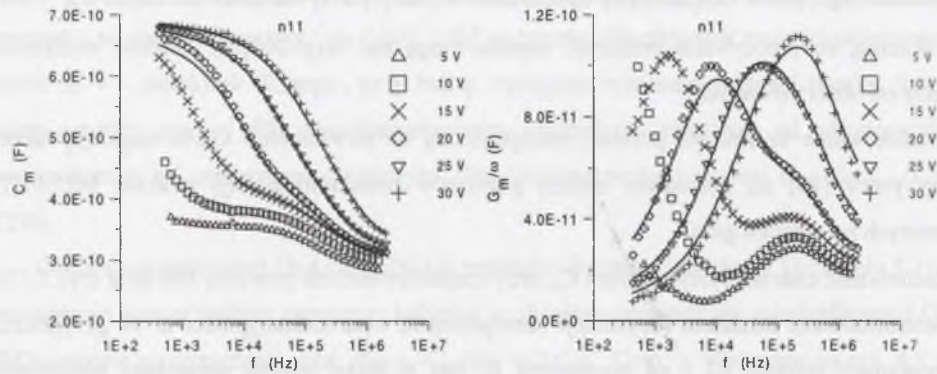 n11
7.0E-10
6.0E-10
5.0E-10
4.0E-10
3.0E-10
2.0E-10
C_m (F)
5 V
10 V
15 V
20 V
25 V
30 V
1E+2 1E+3 1E+4 1E+5 1E+6 1E+7
f (Hz)
n11
1.2E-10
8.0E-11
4.0E-11
0.0E+00
G_m/ω (F)
5 V
10 V
15 V
20 V
25 V
30 V
1E+2 1E+3 1E+4 1E+5 1E+6 1E+7
f (Hz)